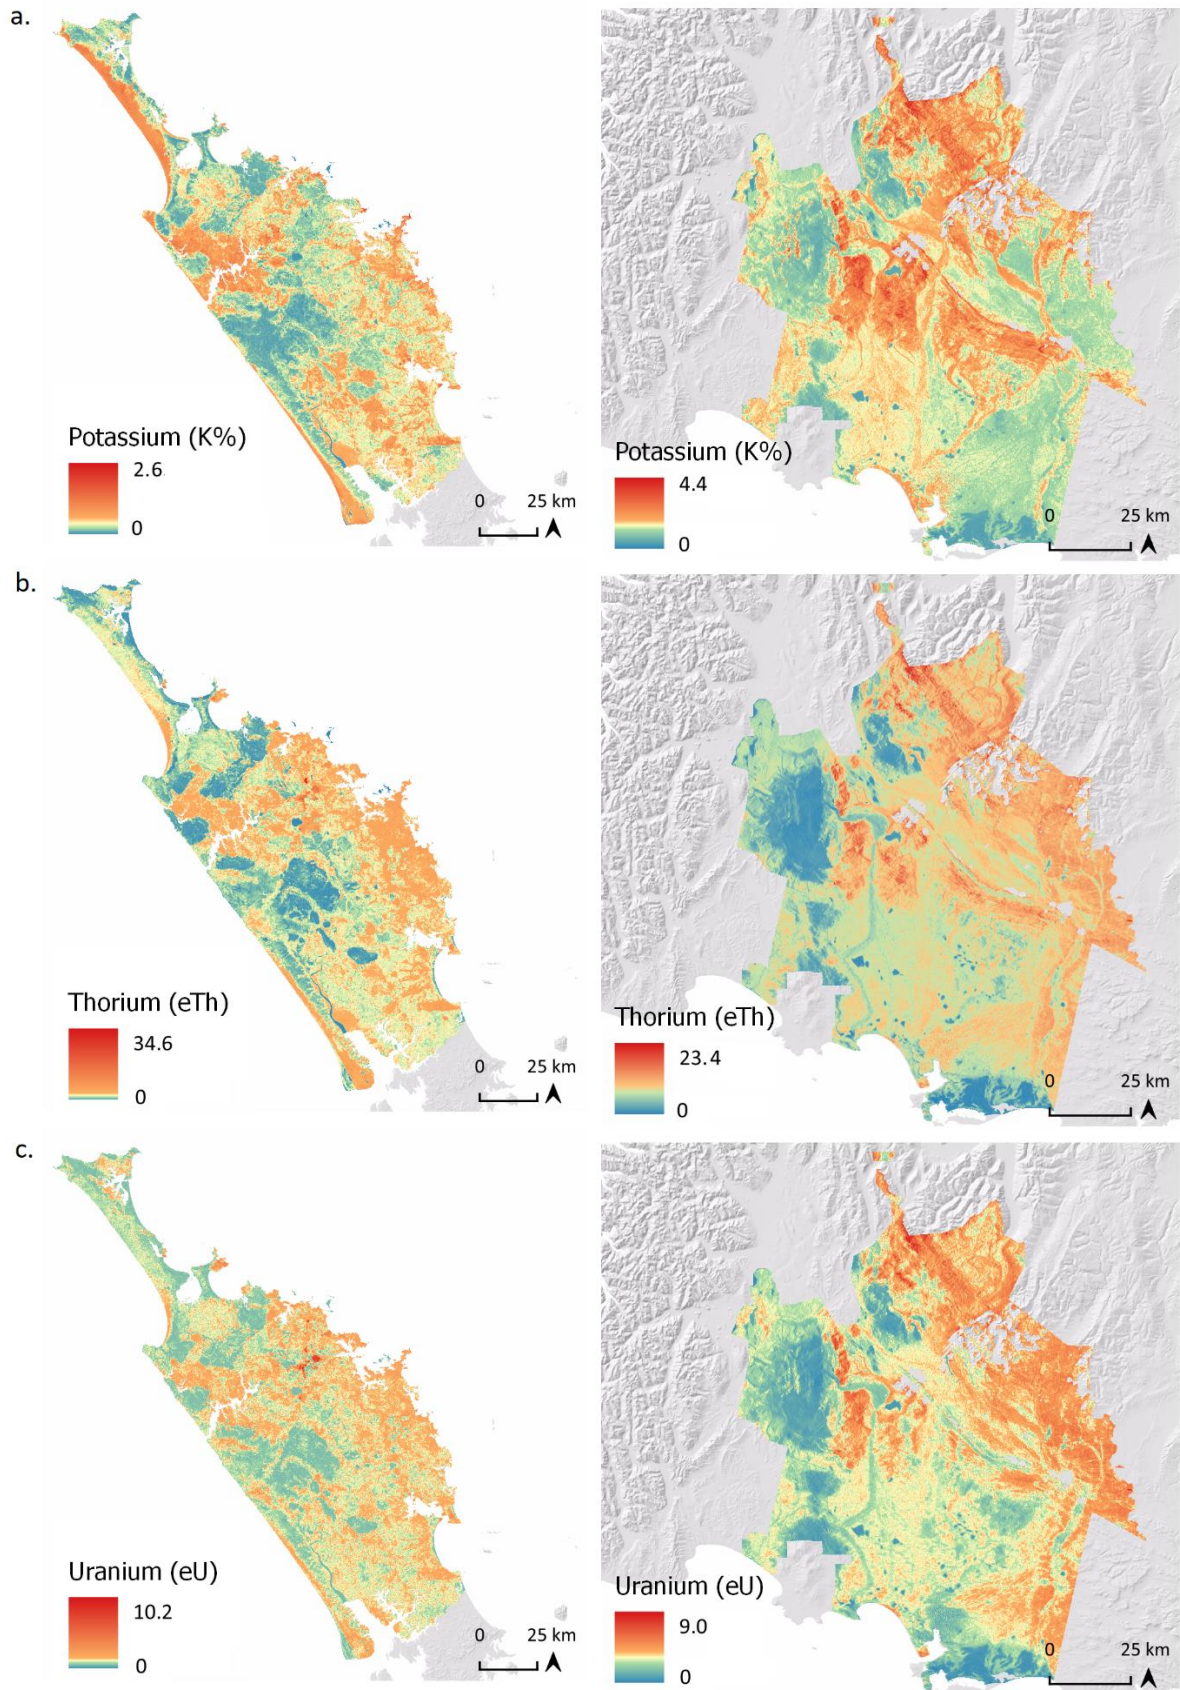 a.
Potassium (K%)
2.6
0
0 25 km
Potassium (K%)
4.4
0
0 25 km
b.
Thorium (eTh)
34.6
0
0 25 km
Thorium (eTh)
23.4
0
0 25 km
c.
Uranium (eU)
10.2
0
0 25 km
Uranium (eU)
9.0
0
0 25 km